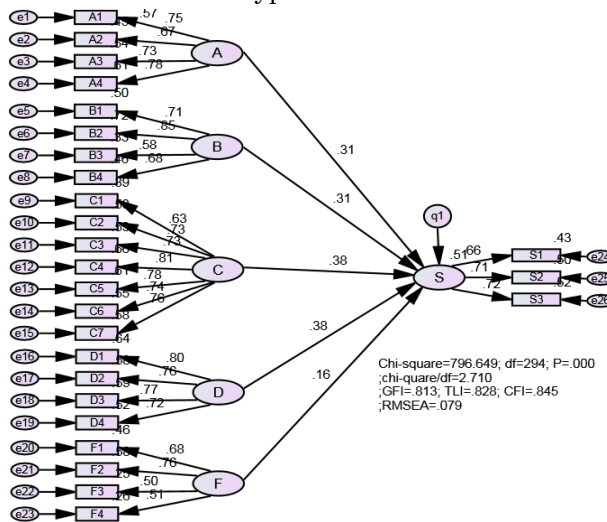 e1 A1 .57 .75
e2 A2 .67
e3 A3 .73 A
e4 A4 .78
.50
e5 B1 .71
e6 B2 .85 B
e7 B3 .58
e8 B4 .68
.31
.31
e9 C1 .63
e10 C2 .73
e11 C3 .73
e12 C4 .81 C .38
e13 C5 .78
e14 C6 .74
e15 C7 .76
q1
.51 .66 S1 .43 e24
S .71 S2 e25
.72 S3 e26
.38
e16 D1 .80
e17 D2 .76
e18 D3 .77 D
e19 D4 .72
.46
.16
Chi-square=796.649; df=294; P=.000
;chi-quare/df=2.710
;GFI=.813; TLI=.828; CFI=.845
;RMSEA=.079
e20 F1 .68
e21 F2 .76
e22 F3 .50 F
e23 F4 .51